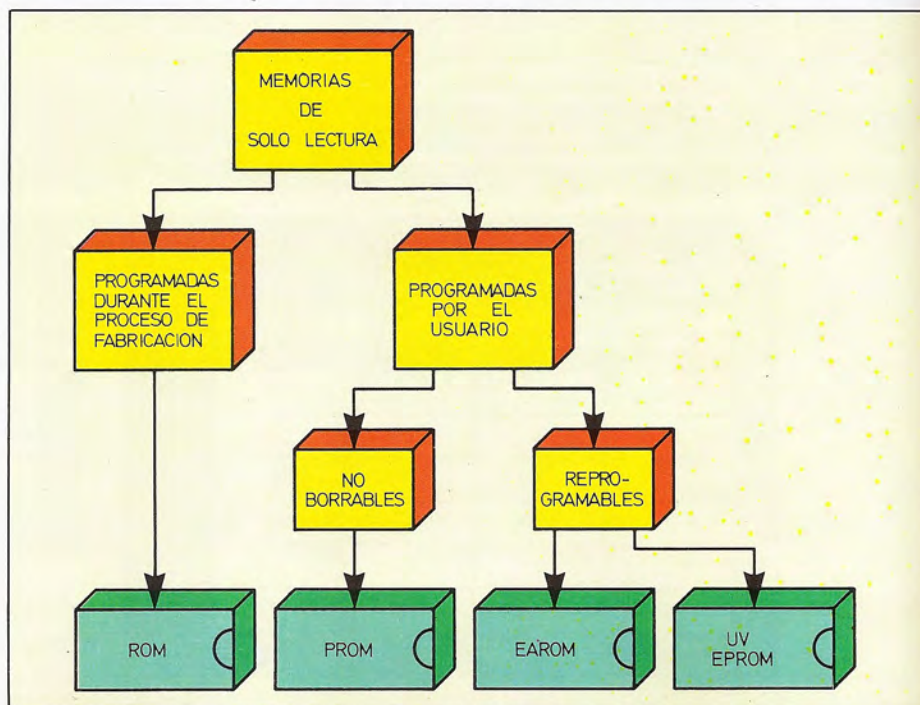 MEMORIAS
DE
SOLO LECTURA
PROGRAMADAS
DURANTE EL
PROCESO DE
FABRICACION
PROGRAMADAS
POR EL
USUARIO
NO
BORRABLES
REPRO-
GRAMABLES
ROM
PROM
EAROM
UV
EPROM